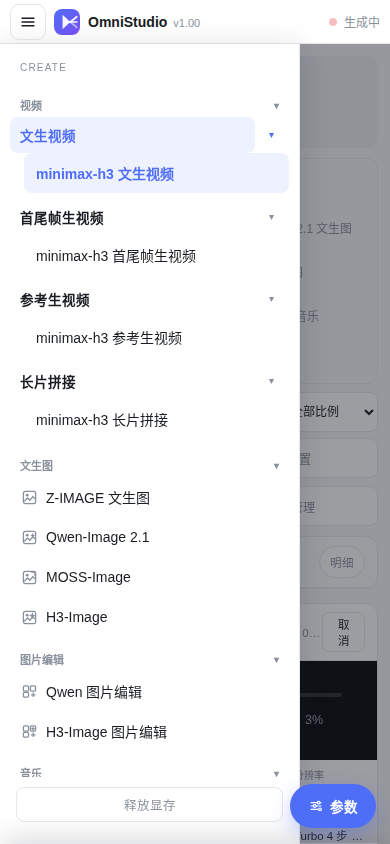 OmniStudio v1.00
生成中
CREATE
视频
文生视频
minimax-h3 文生视频
首尾帧生视频
minimax-h3 首尾帧生视频
参考生视频
minimax-h3 参考生视频
长片拼接
minimax-h3 长片拼接
文生图
Z-IMAGE 文生图
Qwen-Image 2.1
MOSS-Image
H3-Image
图片编辑
Qwen 图片编辑
H3-Image 图片编辑
音乐
释放显存
2.1 文生图
音乐
全部比例
置
管理
明细
0...
取消
3%
分辨率
参数
urbo 4 步 ...